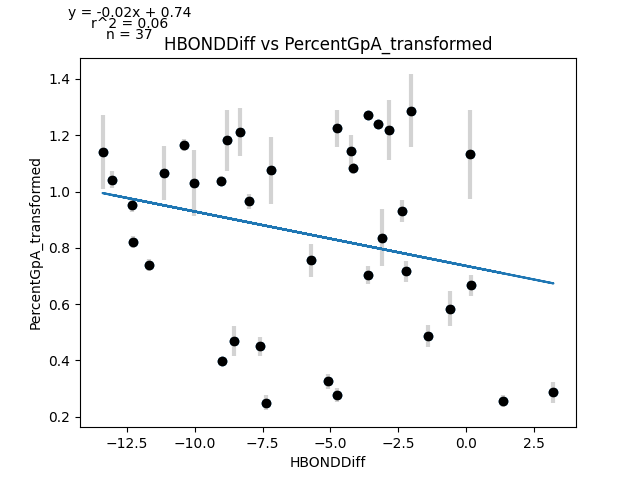 y = -0.02x + 0.74
r^2 = 0.06
n = 37
HBONDDiff vs PercentGpA_transformed
PercentGpA_transformed
1.4
1.2
1.0
0.8
0.6
0.4
0.2
−12.5 −10.0 −7.5 −5.0 −2.5 0.0 2.5
HBONDDiff